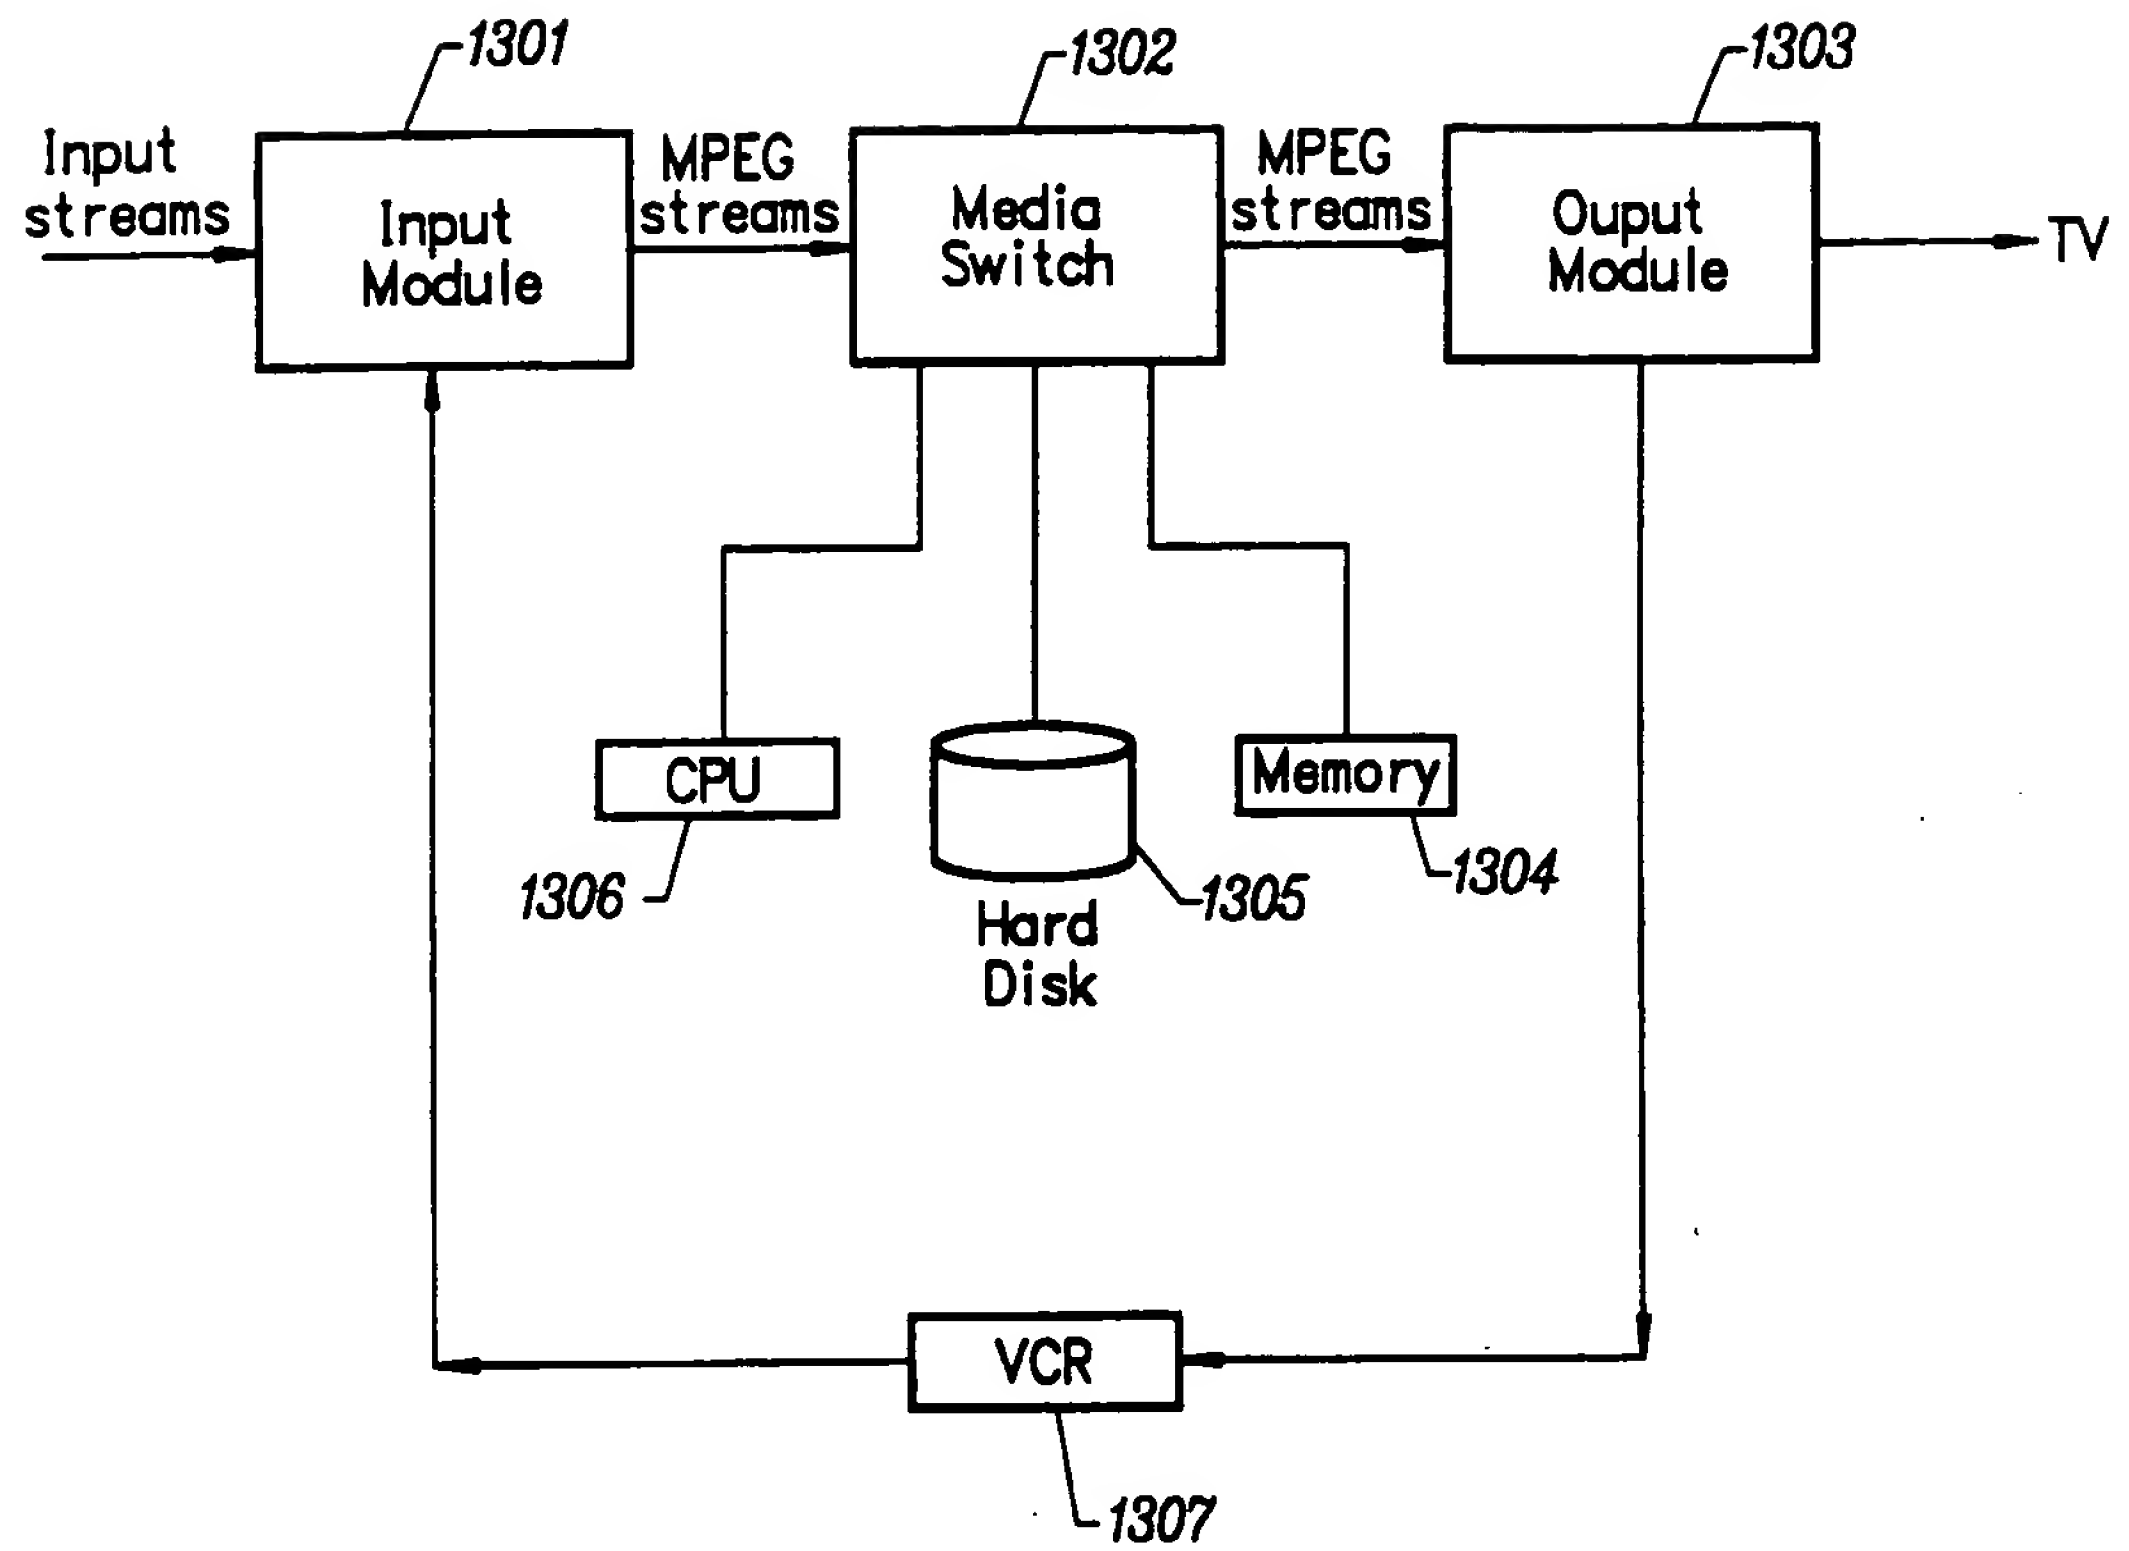 1301
1302
1303
Input
streams
Input
Module
MPEG
streams
Media
Switch
MPEG
streams
Ouput
Module
TV
CPU
1306
Hard
Disk
1305
Memory
1304
VCR
1307